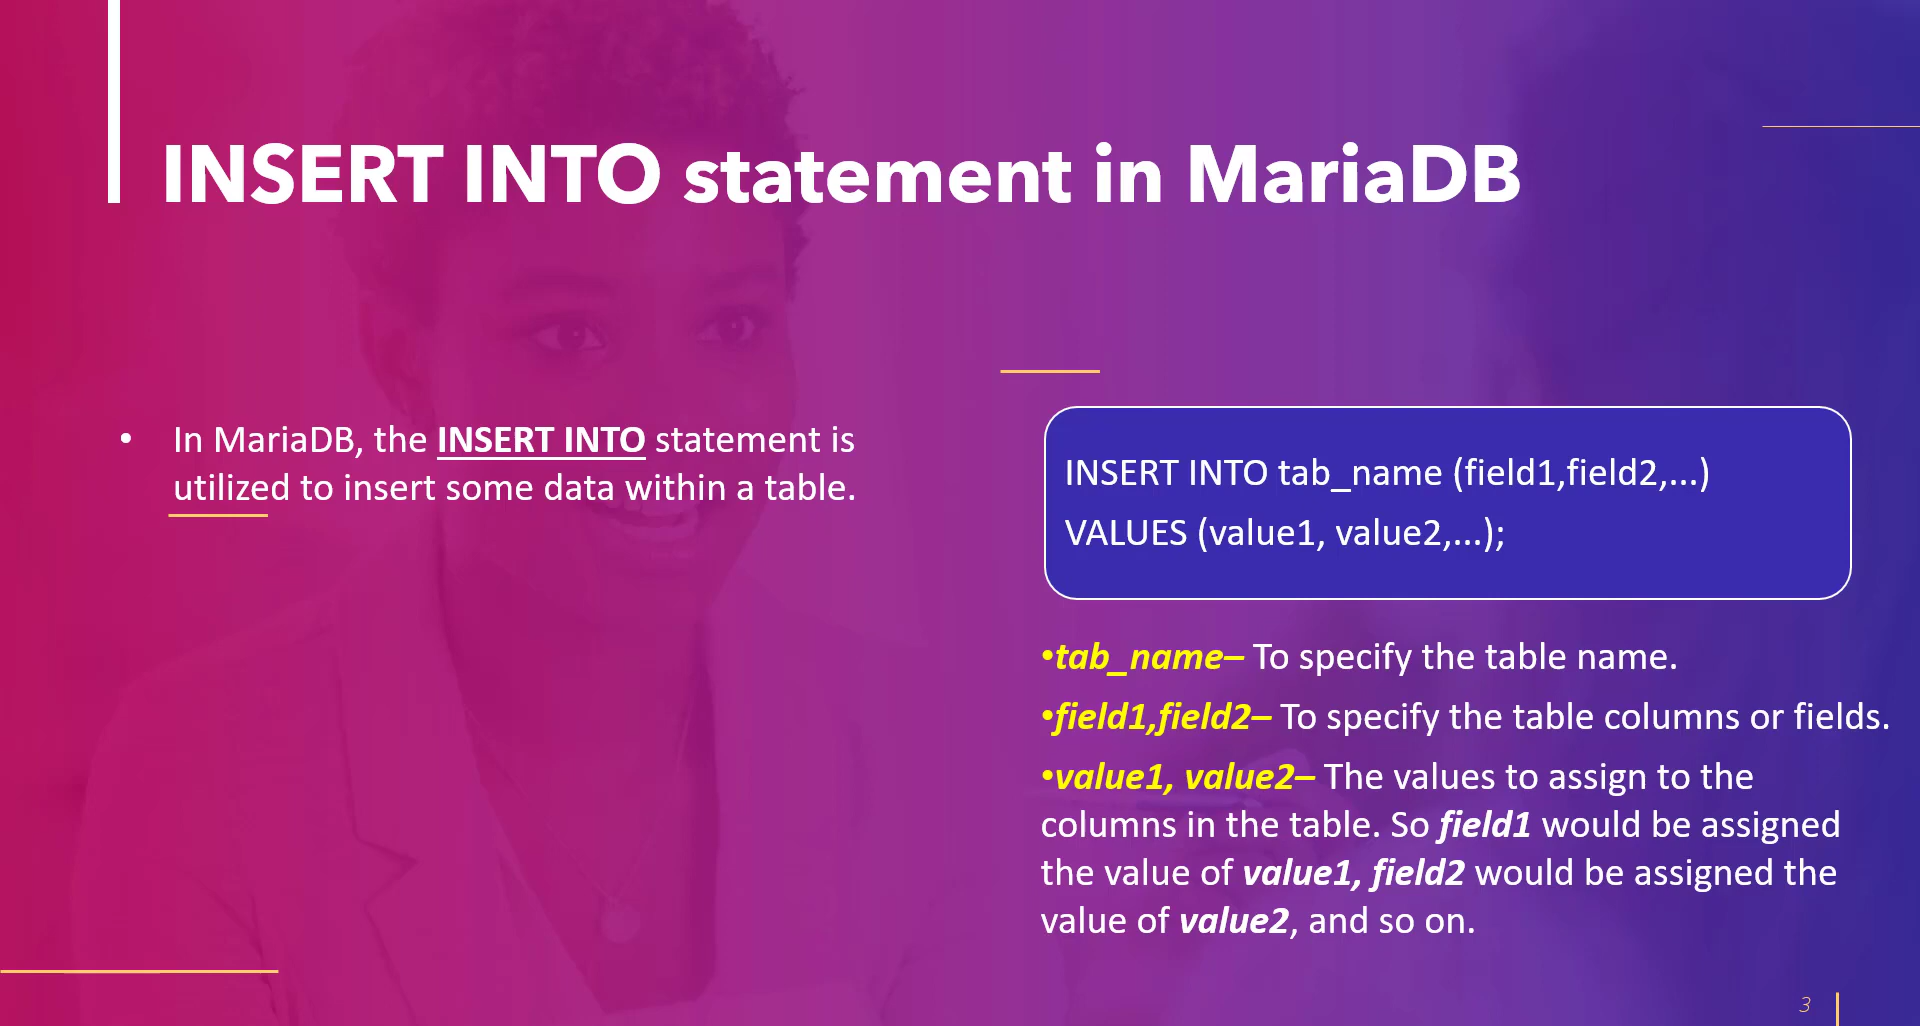 INSERT INTO statement in MariaDB
• In MariaDB, the INSERT INTO statement is
utilized to insert some data within a table.
INSERT INTO tab_name (field1,field2,...)
VALUES (value1, value2,...);
•tab_name– To specify the table name.
•field1,field2– To specify the table columns or fields.
•value1, value2– The values to assign to the
columns in the table. So field1 would be assigned
the value of value1, field2 would be assigned the
value of value2, and so on.
3